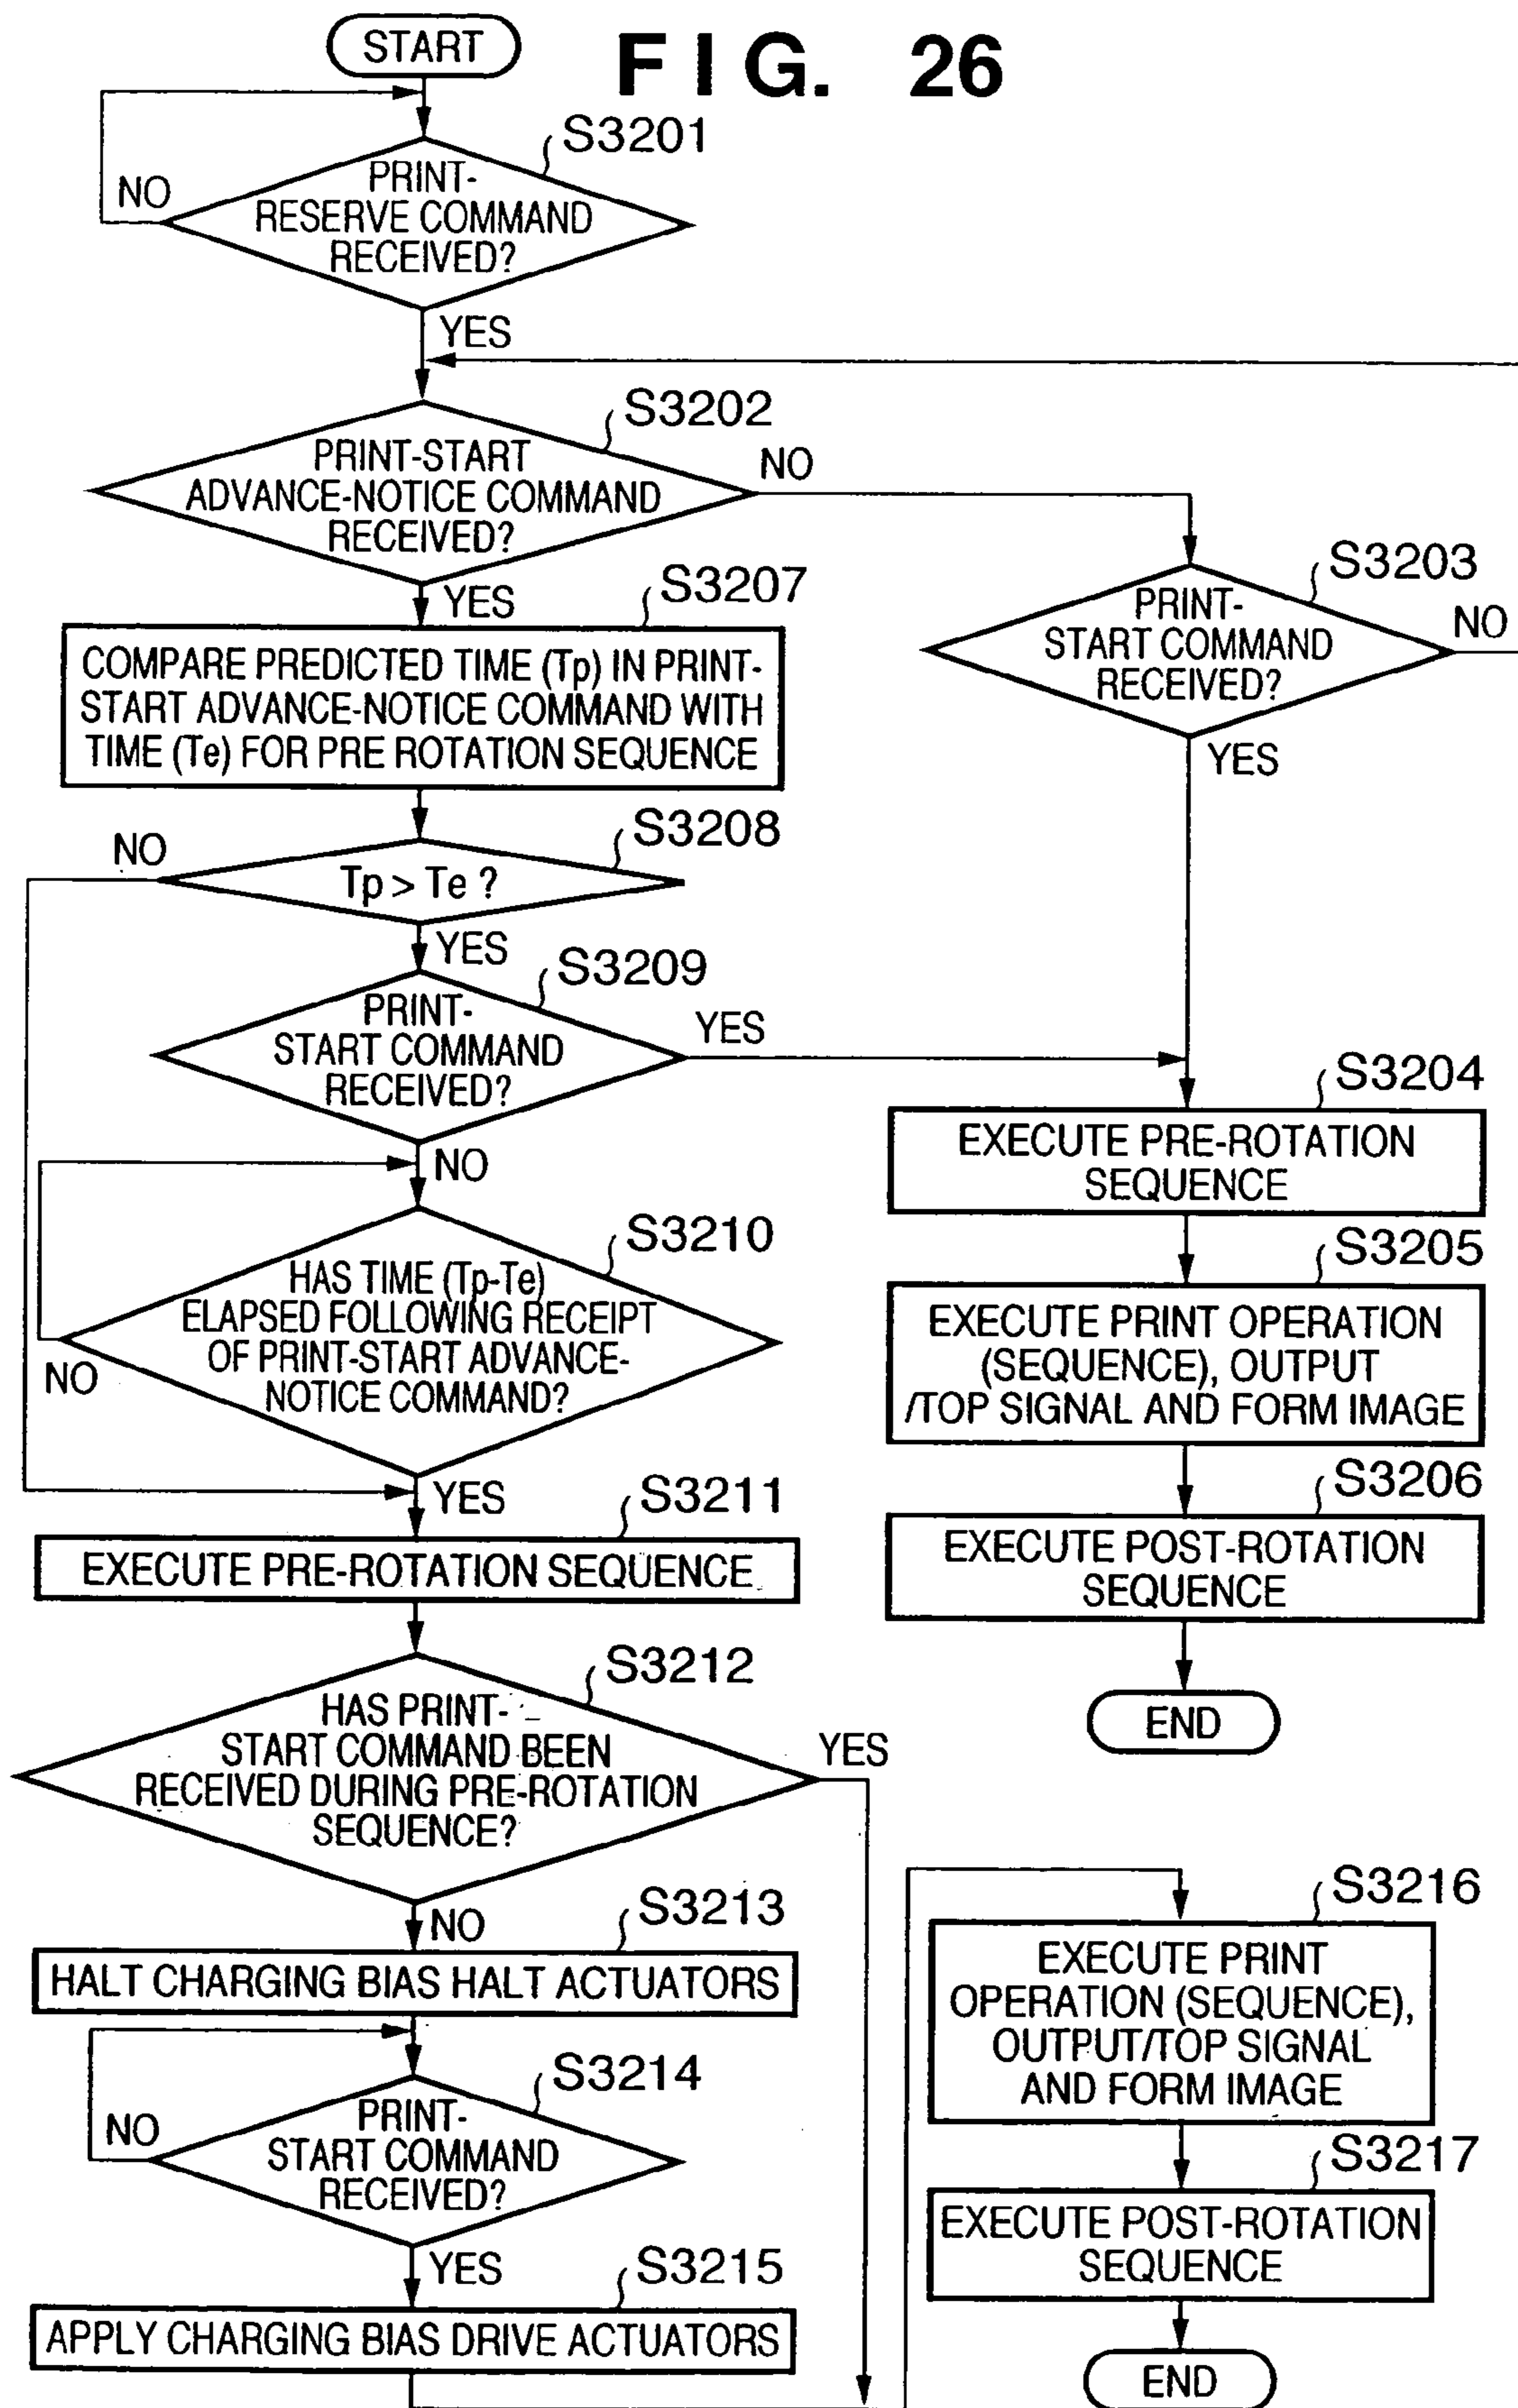 FIG. 26
START
S3201
PRINT-
RESERVE COMMAND
RECEIVED?
NO
YES
S3202
PRINT-START
ADVANCE-NOTICE COMMAND
RECEIVED?
NO
YES
S3203
PRINT-
START COMMAND
RECEIVED?
NO
YES
S3207
COMPARE PREDICTED TIME (Tp) IN PRINT-
START ADVANCE-NOTICE COMMAND WITH
TIME (Te) FOR PRE ROTATION SEQUENCE
S3208
Tp > Te ?
NO
YES
S3209
PRINT-
START COMMAND
RECEIVED?
YES
NO
S3204
EXECUTE PRE-ROTATION
SEQUENCE
S3210
HAS TIME (Tp-Te)
ELAPSED FOLLOWING RECEIPT
OF PRINT-START ADVANCE-
NOTICE COMMAND?
NO
YES
S3205
EXECUTE PRINT OPERATION
(SEQUENCE), OUTPUT
/TOP SIGNAL AND FORM IMAGE
S3206
EXECUTE POST-ROTATION
SEQUENCE
END
S3211
EXECUTE PRE-ROTATION SEQUENCE
S3212
HAS PRINT-
START COMMAND BEEN
RECEIVED DURING PRE-ROTATION
SEQUENCE?
YES
NO
S3213
HALT CHARGING BIAS HALT ACTUATORS
S3214
PRINT-
START COMMAND
RECEIVED?
NO
YES
S3215
APPLY CHARGING BIAS DRIVE ACTUATORS
S3216
EXECUTE PRINT
OPERATION (SEQUENCE),
OUTPUT/TOP SIGNAL
AND FORM IMAGE
S3217
EXECUTE POST-ROTATION
SEQUENCE
END